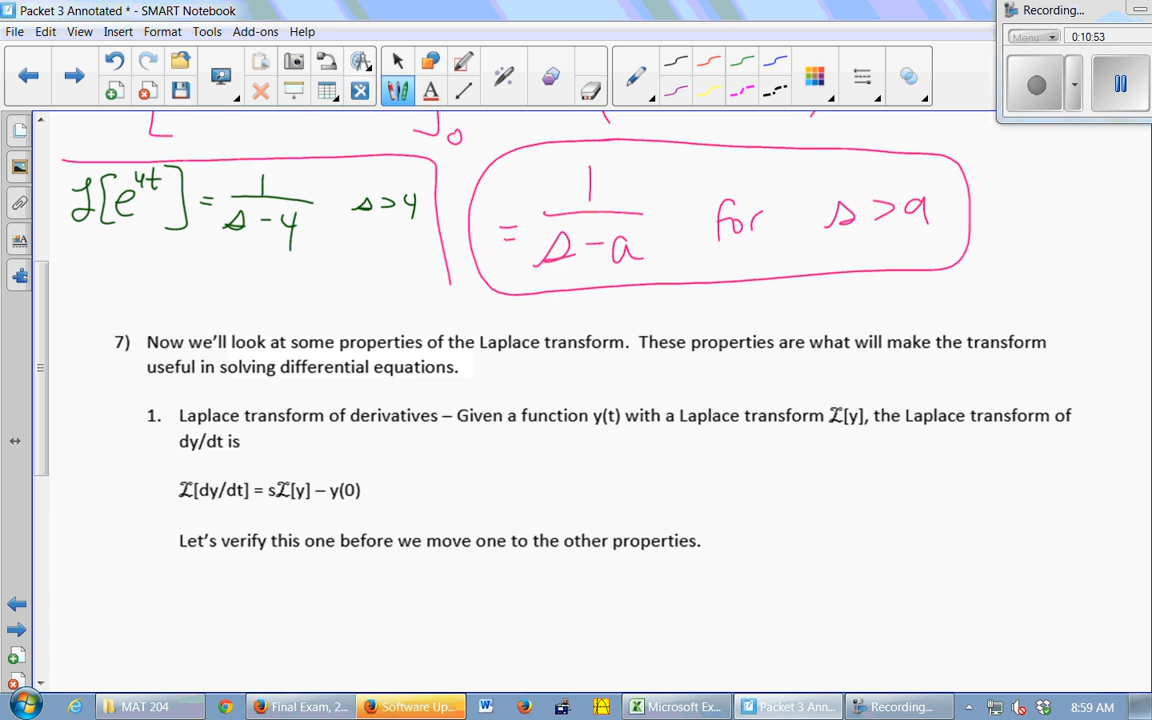 Packet 3 Annotated * - SMART Notebook
File Edit View Insert Format Tools Add-ons Help
Recording...
Menu
0:10:53
0
ℒ[e^{4t}] = 1/(s-4) s>4
= 1/(s-a) for s>a
7) Now we'll look at some properties of the Laplace transform. These properties are what will make the transform
useful in solving differential equations.
1. Laplace transform of derivatives – Given a function y(t) with a Laplace transform ℒ[y], the Laplace transform of
dy/dt is
ℒ[dy/dt] = sℒ[y] – y(0)
Let's verify this one before we move one to the other properties.
MAT 204
Final Exam, 2...
Software Up...
Microsoft Ex...
Packet 3 Ann...
Recording...
8:59 AM